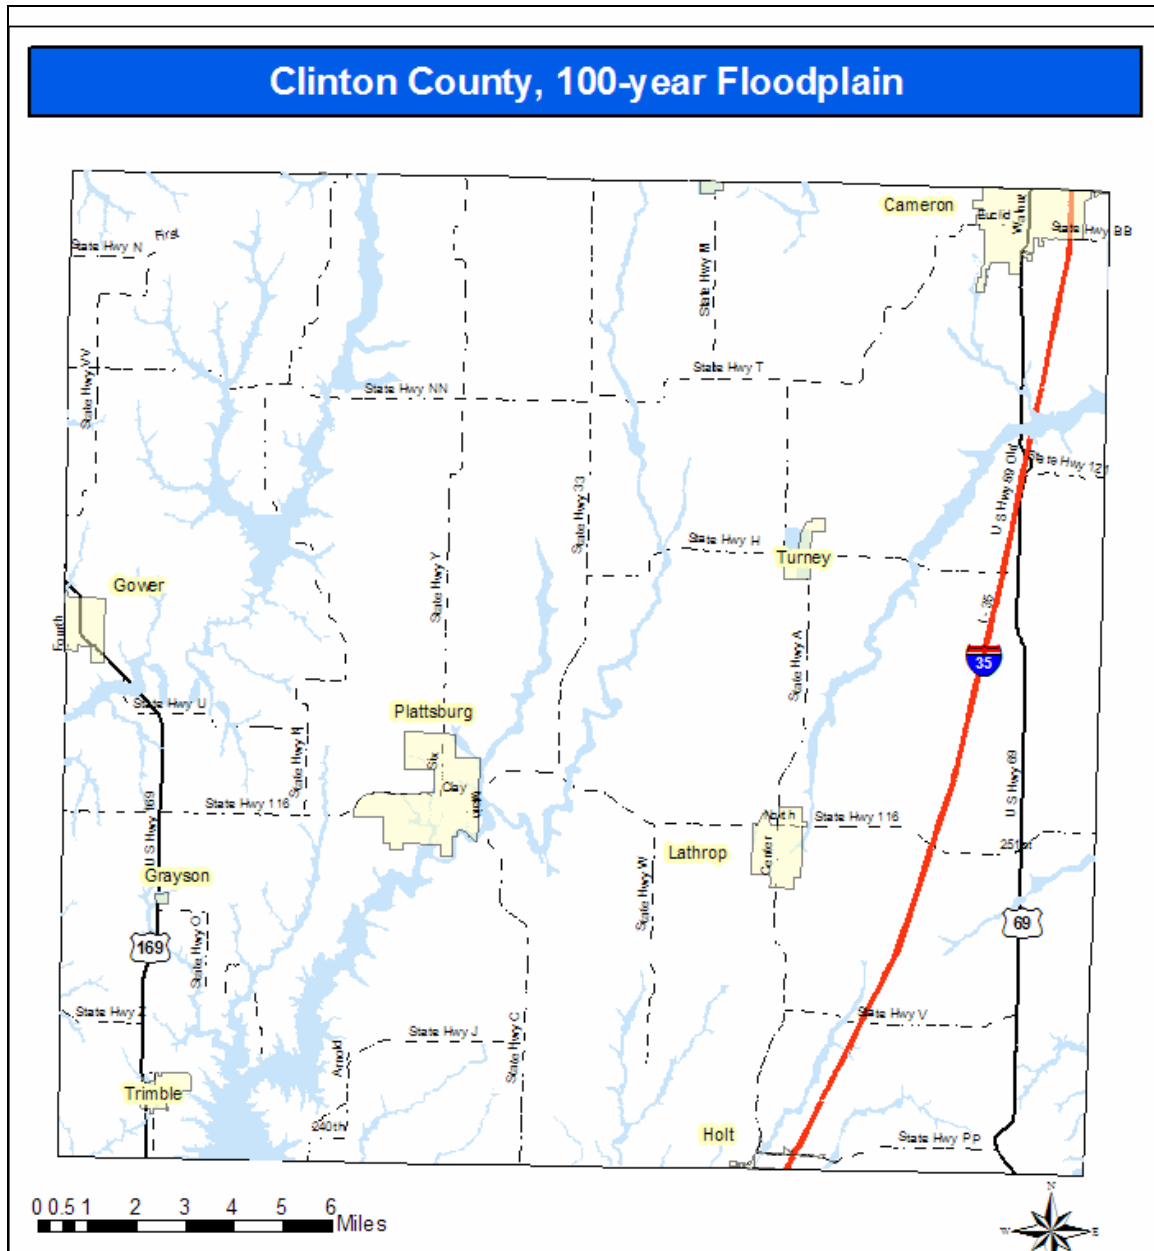 Clinton County, 100-year Floodplain
Cameron
Euclid
Walnut
State Hwy BB
First
State Hwy N
State Hwy M
State Hwy VV
State Hwy T
State Hwy NN
State Hwy 33
U S Hwy 69 Old
State Hwy 121
State Hwy Y
State Hwy H
Turney
Gower
Fourth
I - 35
State Hwy A
35
State Hwy U
Plattsburg
State Hwy N
Six
Clay
Main
U S Hwy 69
State Hwy 116
U S Hwy 169
North
State Hwy 116
Center
Lathrop
251st
State Hwy W
Grayson
State Hwy O
169
69
State Hwy Z
State Hwy J
State Hwy C
State Hwy V
Arnold
Trimble
240th
Holt
State Hwy PP
0 0.5 1 2 3 4 5 6
Miles
N
W
E